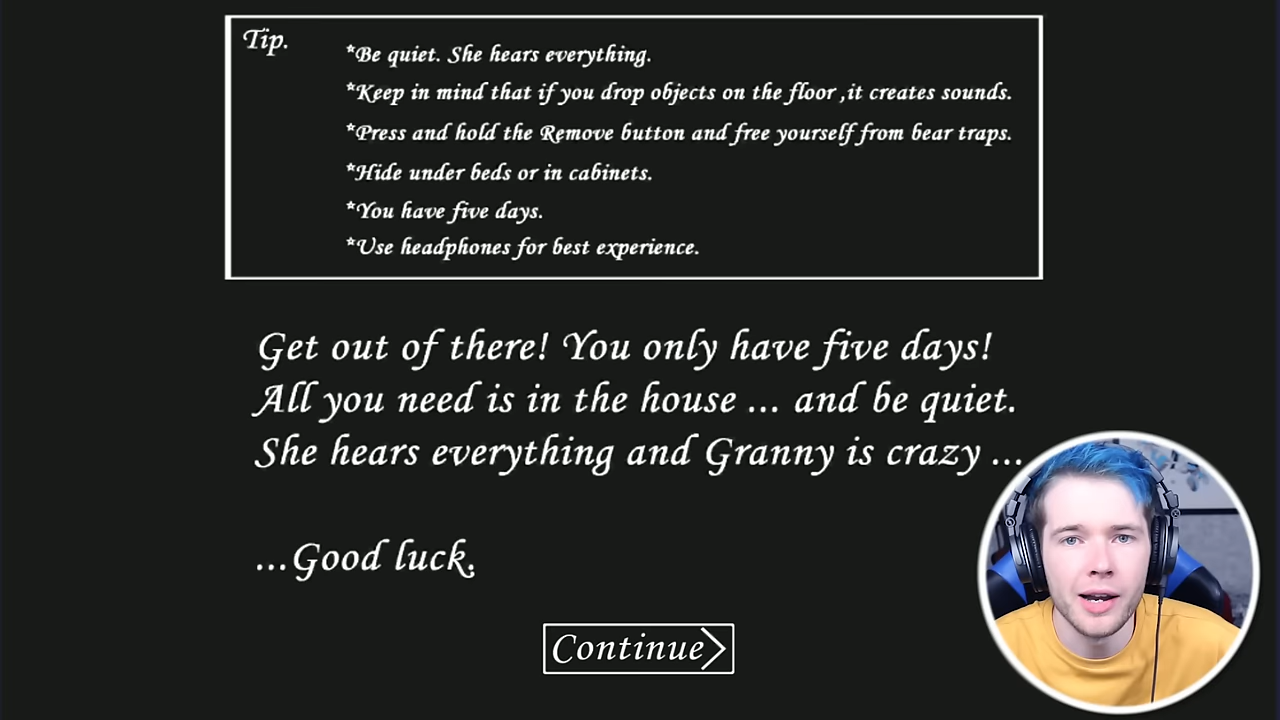 Tip.
*Be quiet. She hears everything.
*Keep in mind that if you drop objects on the floor ,it creates sounds.
*Press and hold the Remove button and free yourself from bear traps.
*Hide under beds or in cabinets.
*You have five days.
*Use headphones for best experience.
Get out of there! You only have five days!
All you need is in the house ... and be quiet.
She hears everything and Granny is crazy ...
...Good luck.
Continue>